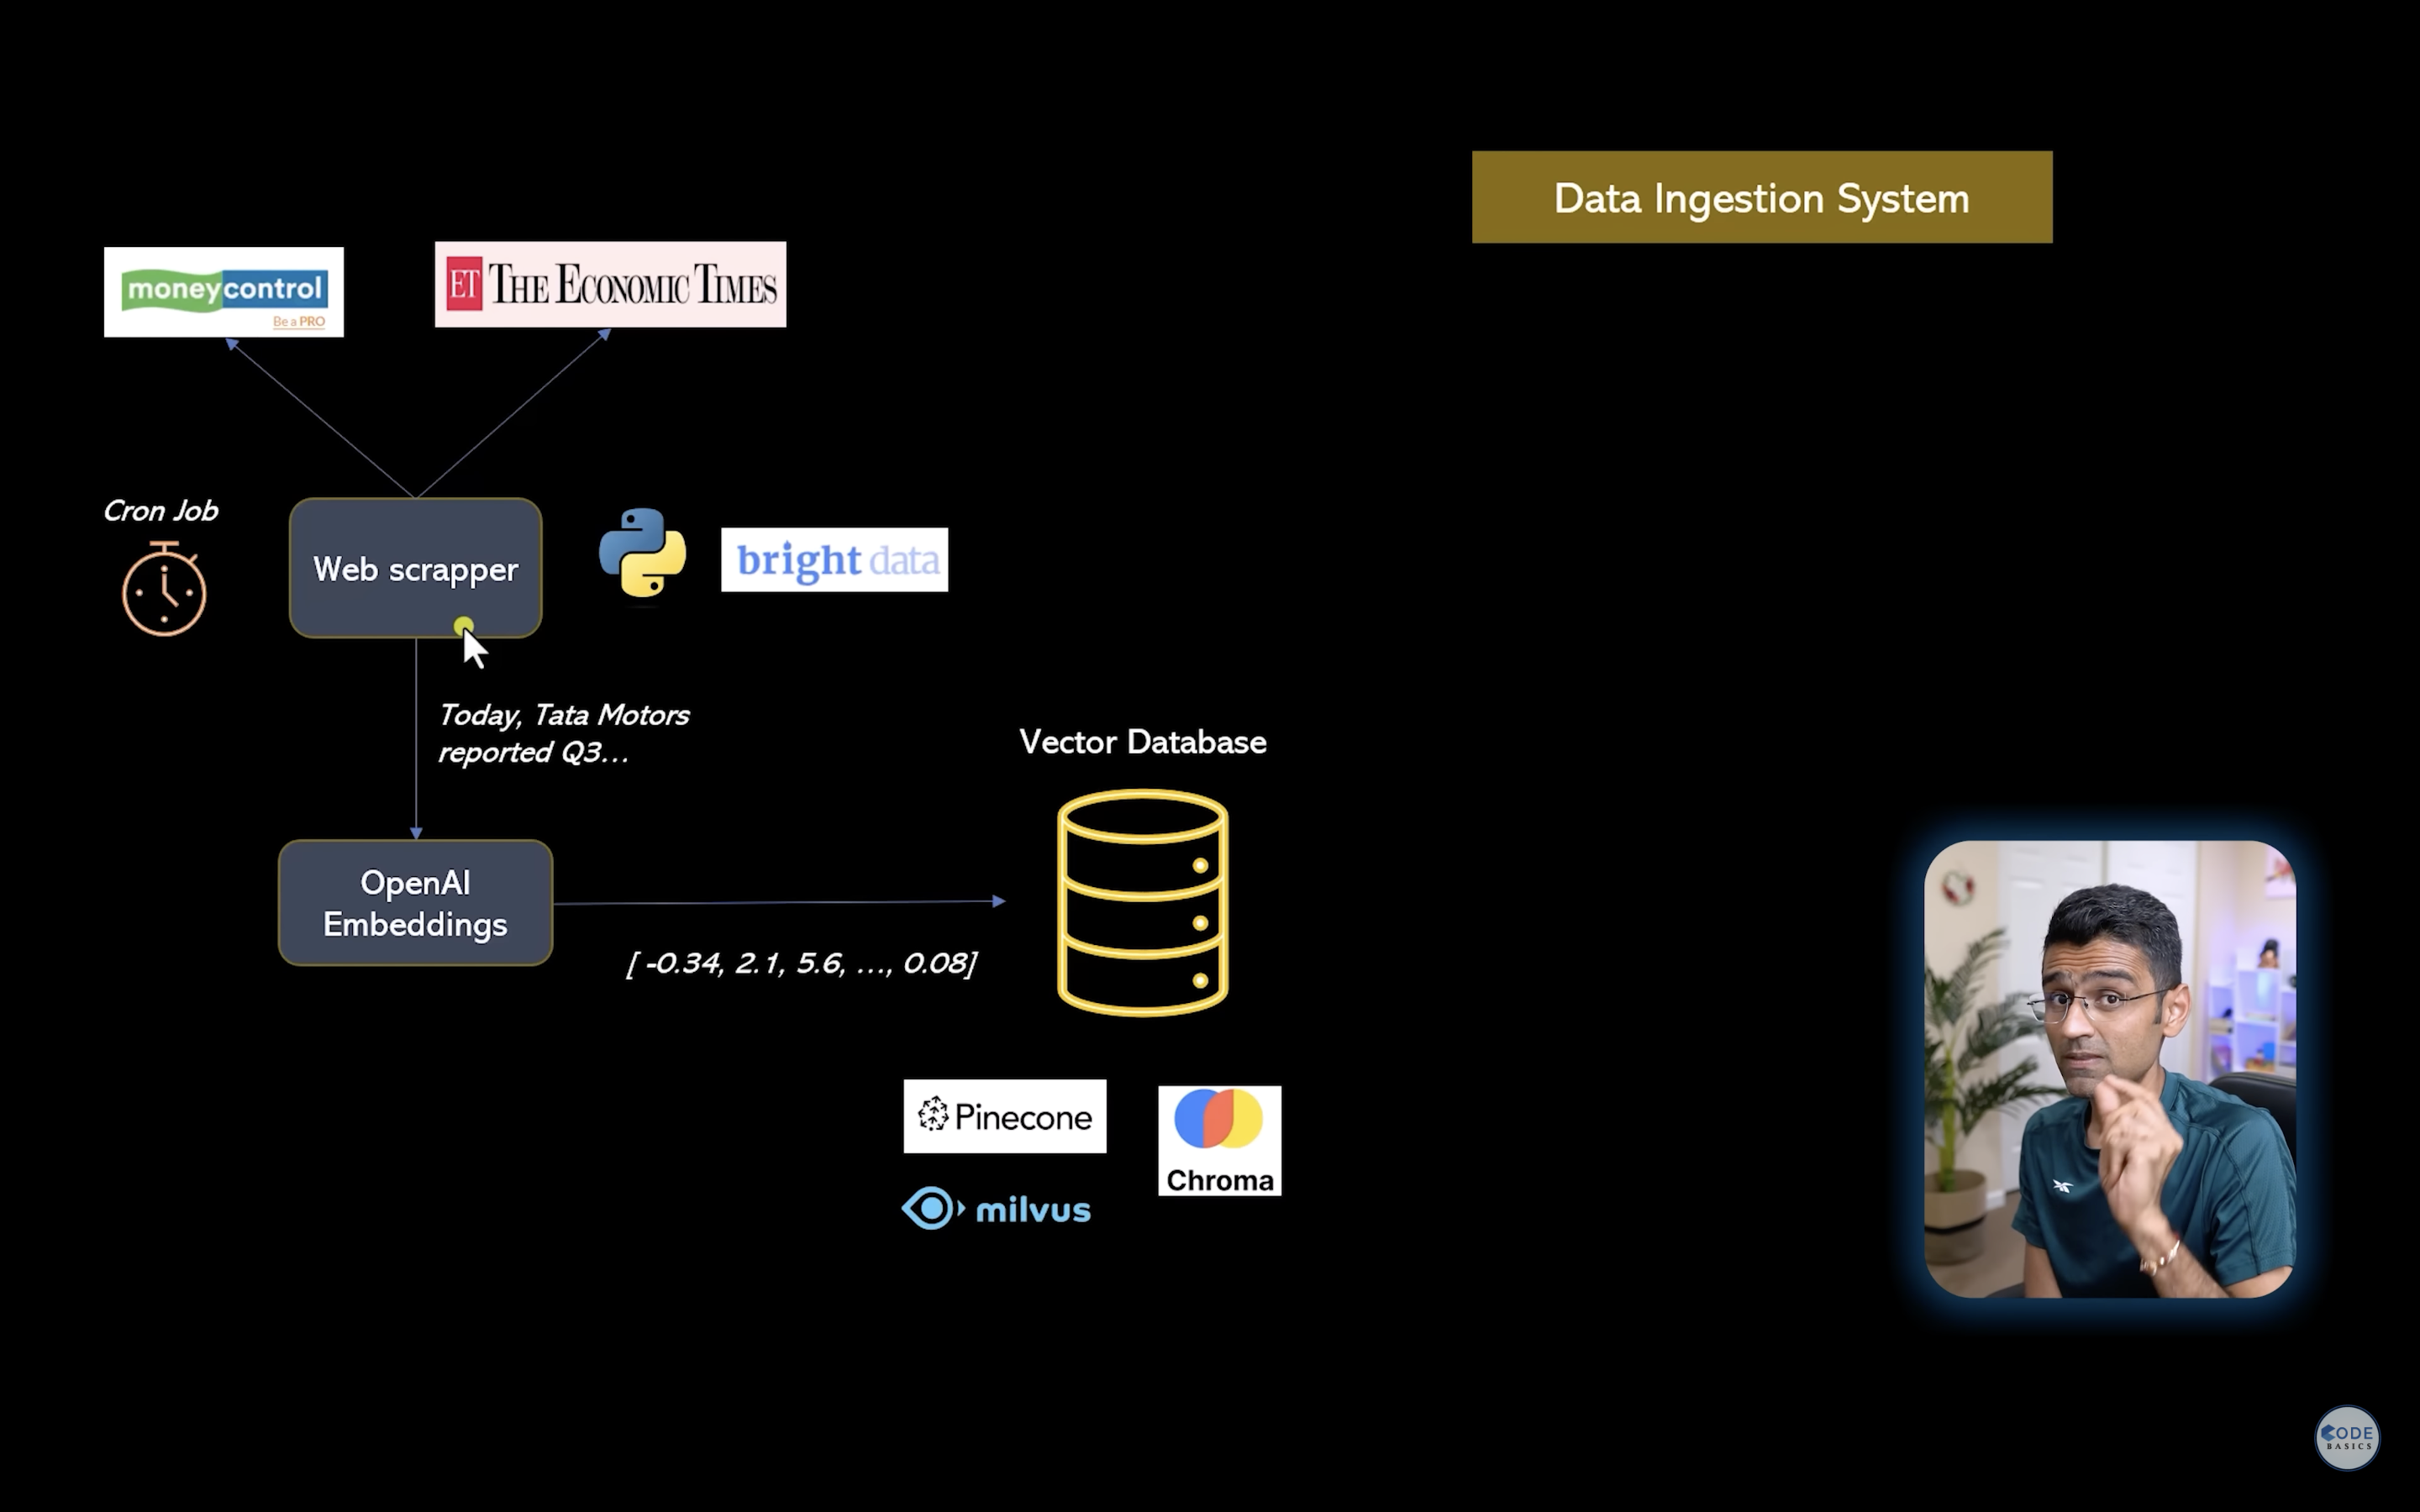 Data Ingestion System
moneycontrol
Be a PRO
ET THE ECONOMIC TIMES
Cron Job
Web scrapper
bright data
Today, Tata Motors
reported Q3...
Vector Database
OpenAI
Embeddings
[ -0.34, 2.1, 5.6, ..., 0.08]
Pinecone
Chroma
milvus
CODE
BASICS